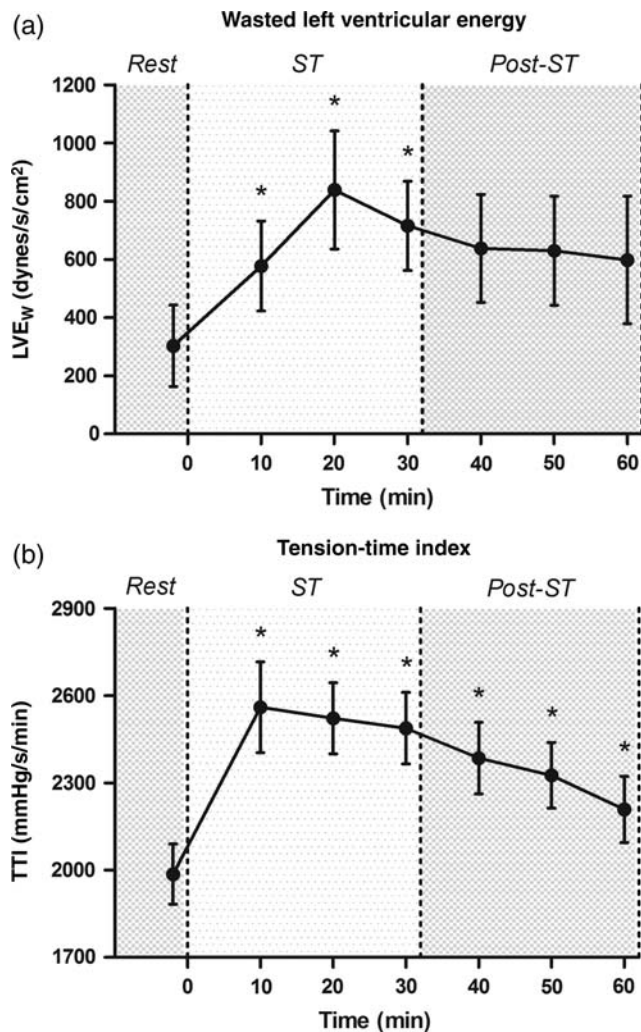 (a)
Wasted left ventricular energy
Rest ST Post-ST
1200
1000
800
600
400
200
0
LVE_W (dynes/s/cm²)
* * *
0 10 20 30 40 50 60
Time (min)
(b)
Tension-time index
Rest ST Post-ST
2900
2600
2300
2000
1700
TTI (mmHg/s/min)
* * * * * *
0 10 20 30 40 50 60
Time (min)